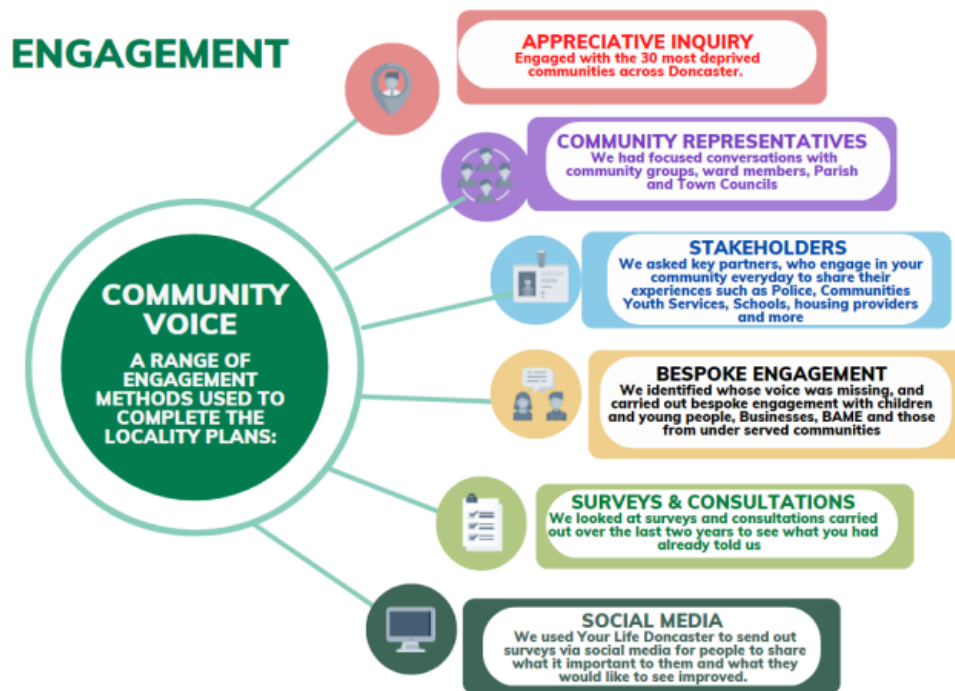 ENGAGEMENT
APPRECIATIVE INQUIRY
Engaged with the 30 most deprived
communities across Doncaster.
COMMUNITY REPRESENTATIVES
We had focused conversations with
community groups, ward members, Parish
and Town Councils
STAKEHOLDERS
We asked key partners, who engage in your
community everyday to share their
experiences such as Police, Communities
Youth Services, Schools, housing providers
and more
COMMUNITY
VOICE
A RANGE OF
ENGAGEMENT
METHODS USED TO
COMPLETE THE
LOCALITY PLANS:
BESPOKE ENGAGEMENT
We identified whose voice was missing, and
carried out bespoke engagement with children
and young people, Businesses, BAME and those
from under served communities
SURVEYS & CONSULTATIONS
We looked at surveys and consultations carried
out over the last two years to see what you had
already told us
SOCIAL MEDIA
We used Your Life Doncaster to send out
surveys via social media for people to share
what it important to them and what they
would like to see improved.